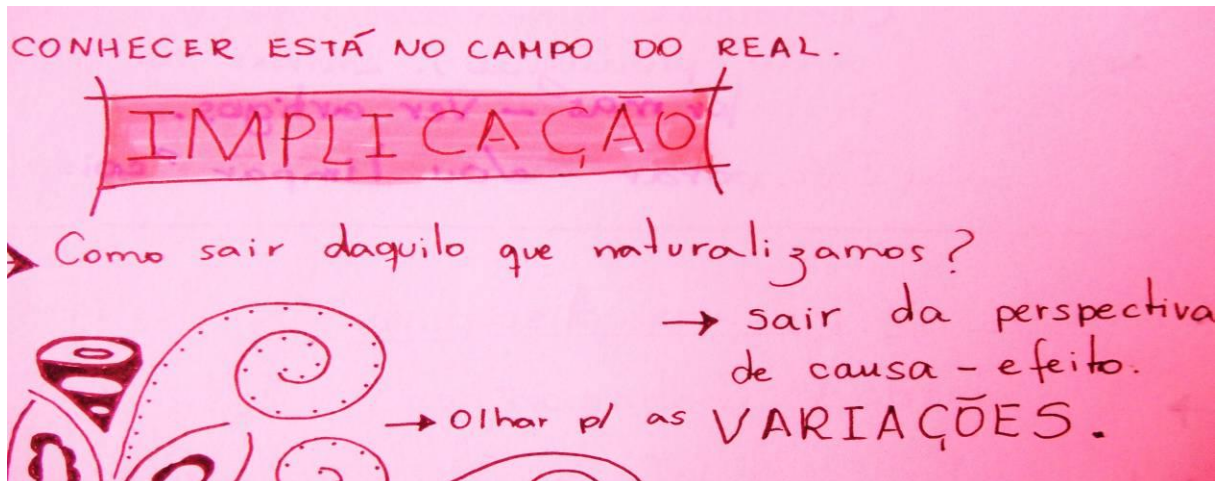 CONHECER ESTÁ NO CAMPO DO REAL.
IMPLICAÇÃO
Como sair daquilo que naturalizamos?
→ sair da perspectiva
de causa - efeito.
→ Olhar p/ as VARIAÇÕES.